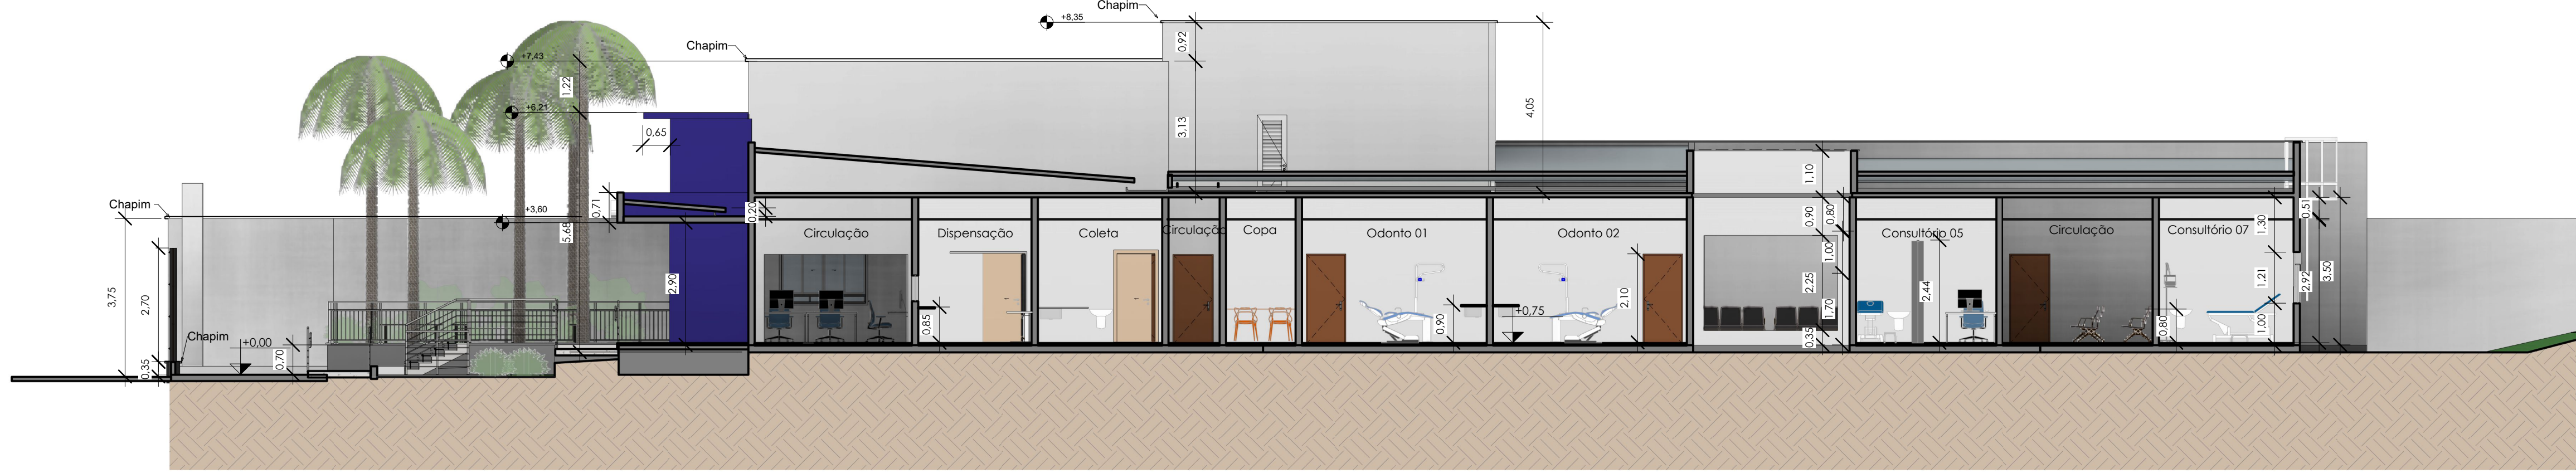 Chapim
+8,35
0,92
Chapim
+7,43
1,22
+6.21
4,05
0,65
3,13
1,10
Chapim
+3,60
0,71
0,20
5,68
0,90
0,80
1,30
0,51
Circulação
Dispensação
Coleta
Circulação
Copa
Odonto 01
Odonto 02
Consultório 05
Circulação
Consultório 07
1,00
3,75
2,70
2,90
2,25
2,44
1,21
2,92
3,50
2,10
+0,75
1,70
Chapim
+0,00
0,85
0,90
0,80
1,00
0,35
0,70
0,35